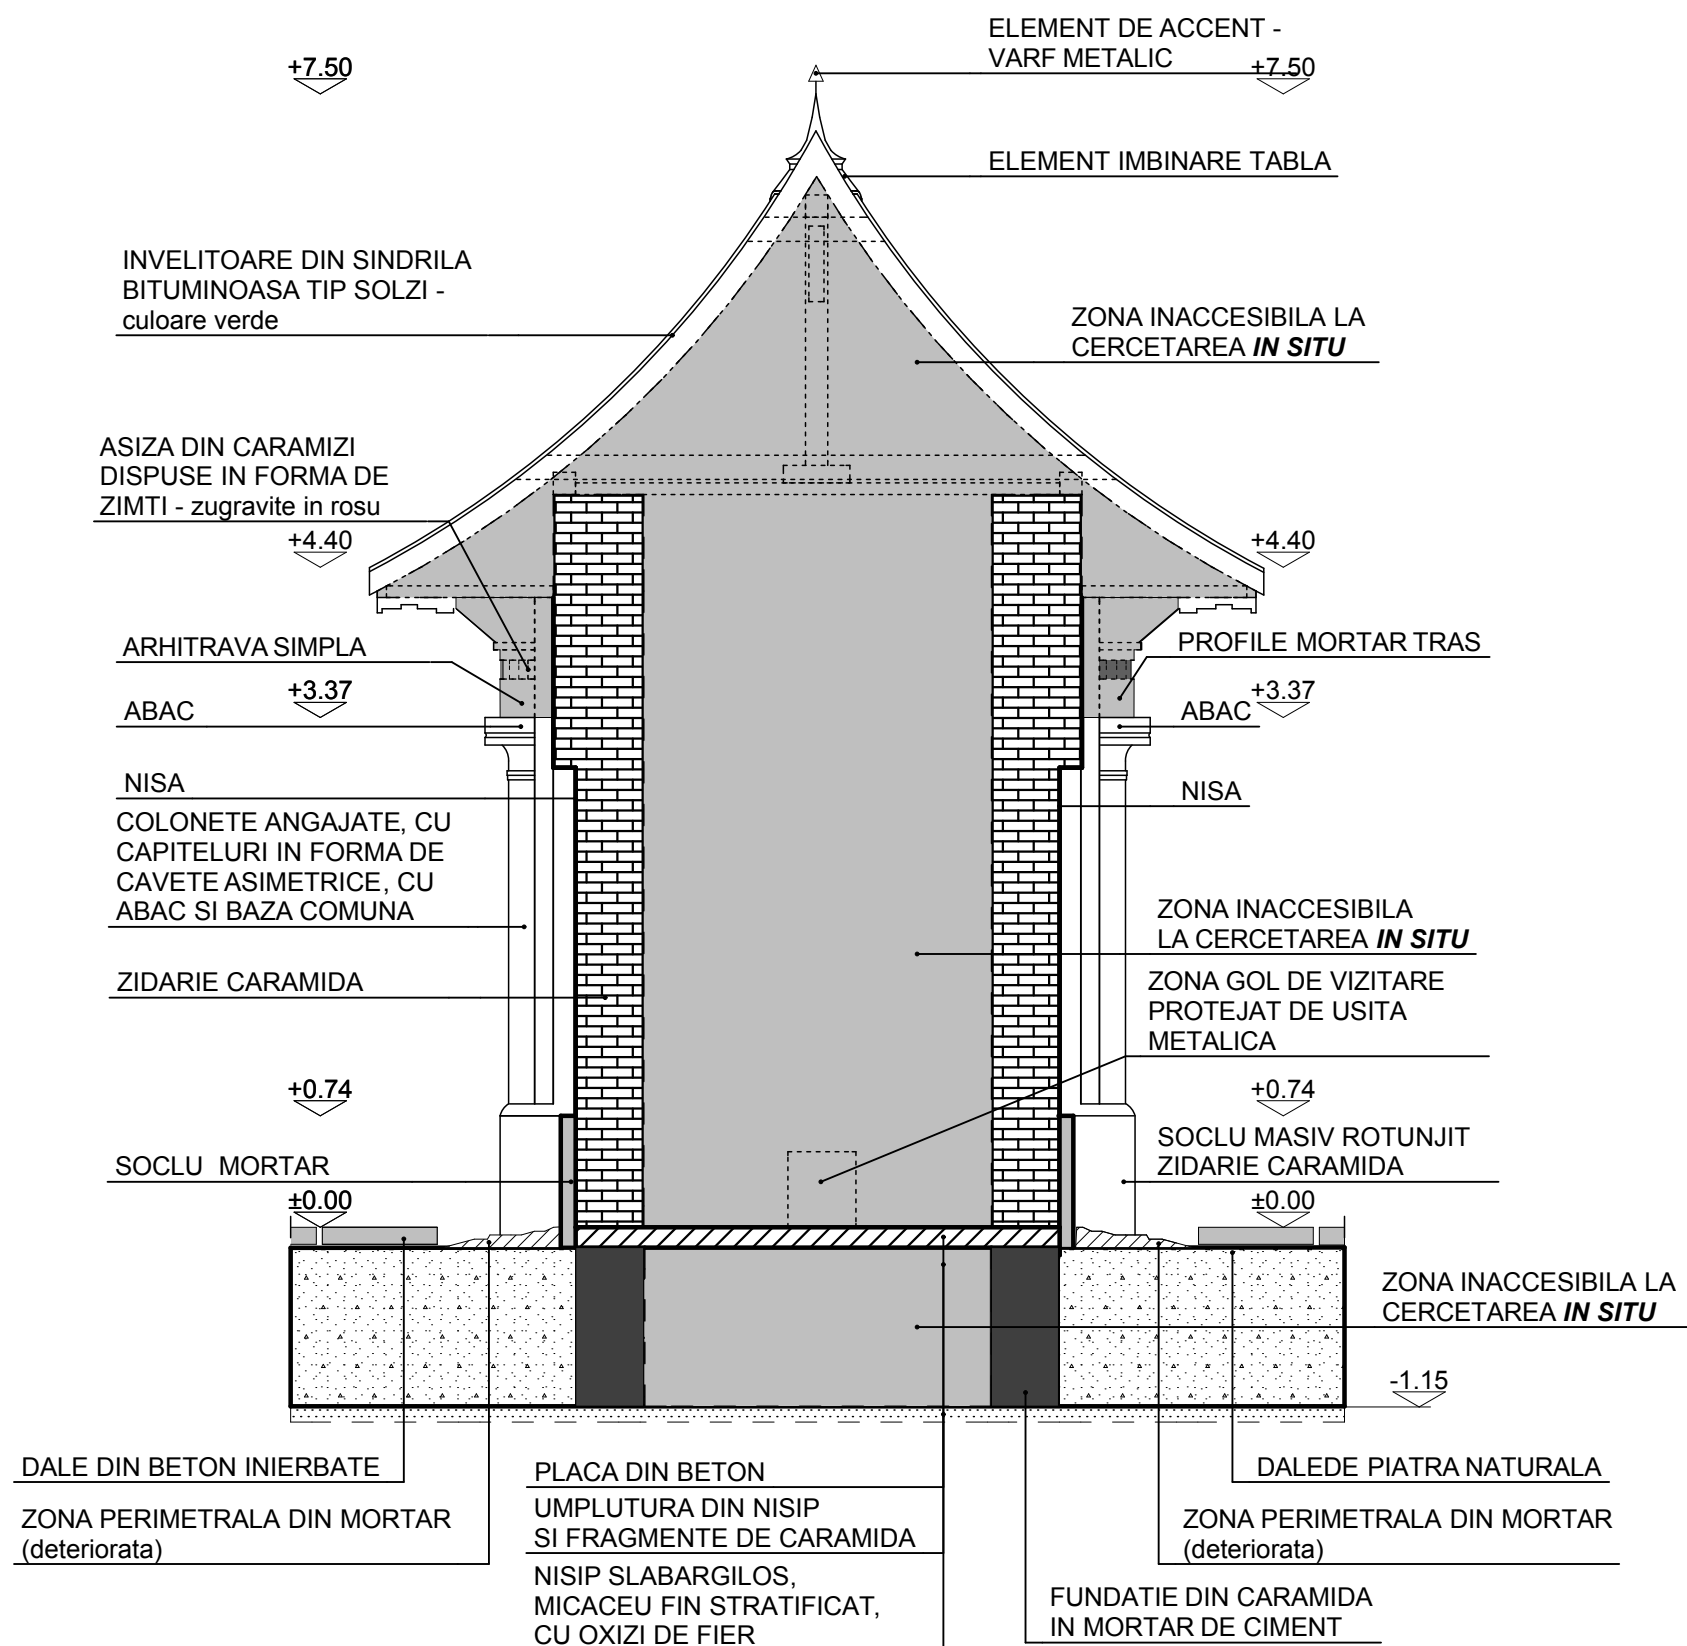 ELEMENT DE ACCENT -
VARF METALIC
+7.50
+7.50
ELEMENT IMBINARE TABLA
INVELITOARE DIN SINDRILA
BITUMINOASA TIP SOLZI -
culoare verde
ZONA INACCESIBILA LA
CERCETAREA IN SITU
ASIZA DIN CARAMIZI
DISPUSE IN FORMA DE
ZIMTI - zugravite in rosu
+4.40
+4.40
ARHITRAVA SIMPLA
PROFILE MORTAR TRAS
+3.37
+3.37
ABAC
ABAC
NISA
NISA
COLONETE ANGAJATE, CU
CAPITELURI IN FORMA DE
CAVETE ASIMETRICE, CU
ABAC SI BAZA COMUNA
ZONA INACCESIBILA
LA CERCETAREA IN SITU
ZIDARIE CARAMIDA
ZONA GOL DE VIZITARE
PROTEJAT DE USITA
METALICA
+0.74
+0.74
SOCLU MORTAR
SOCLU MASIV ROTUNJIT
ZIDARIE CARAMIDA
±0.00
±0.00
ZONA INACCESIBILA LA
CERCETAREA IN SITU
-1.15
DALE DIN BETON INIERBATE
PLACA DIN BETON
DALEDE PIATRA NATURALA
ZONA PERIMETRALA DIN MORTAR
(deteriorata)
UMPLUTURA DIN NISIP
SI FRAGMENTE DE CARAMIDA
ZONA PERIMETRALA DIN MORTAR
(deteriorata)
NISIP SLABARGILOS,
MICACEU FIN STRATIFICAT,
CU OXIZI DE FIER
FUNDATIE DIN CARAMIDA
IN MORTAR DE CIMENT